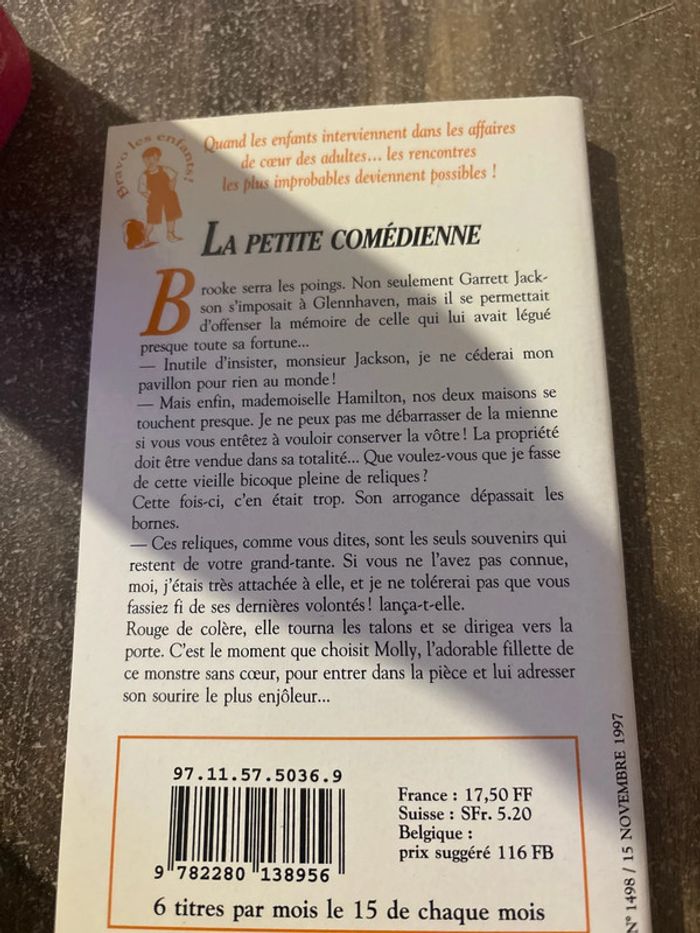 Bravo les enfants!
Quand les enfants interviennent dans les affaires
de cœur des adultes... les rencontres
les plus improbables deviennent possibles !
LA PETITE COMÉDIENNE
Brooke serra les poings. Non seulement Garrett Jack-
son s'imposait à Glennhaven, mais il se permettait
d'offenser la mémoire de celle qui lui avait légué
presque toute sa fortune...
— Inutile d'insister, monsieur Jackson, je ne céderai mon
pavillon pour rien au monde !
— Mais enfin, mademoiselle Hamilton, nos deux maisons se
touchent presque. Je ne peux pas me débarrasser de la mienne
si vous vous entêtez à vouloir conserver la vôtre ! La propriété
doit être vendue dans sa totalité... Que voulez-vous que je fasse
de cette vieille bicoque pleine de reliques ?
Cette fois-ci, c'en était trop. Son arrogance dépassait les
bornes.
— Ces reliques, comme vous dites, sont les seuls souvenirs qui
restent de votre grand-tante. Si vous ne l'avez pas connue,
moi, j'étais très attachée à elle, et je ne tolérerai pas que vous
fassiez fi de ses dernières volontés ! lança-t-elle.
Rouge de colère, elle tourna les talons et se dirigea vers la
porte. C'est le moment que choisit Molly, l'adorable fillette de
ce monstre sans cœur, pour entrer dans la pièce et lui adresser
son sourire le plus enjôleur...
97.11.57.5036.9
9 782280 138956
France : 17,50 FF
Suisse : SFr. 5.20
Belgique :
prix suggéré 116 FB
6 titres par mois le 15 de chaque mois
N° 1498 / 15 NOVEMBRE 1997